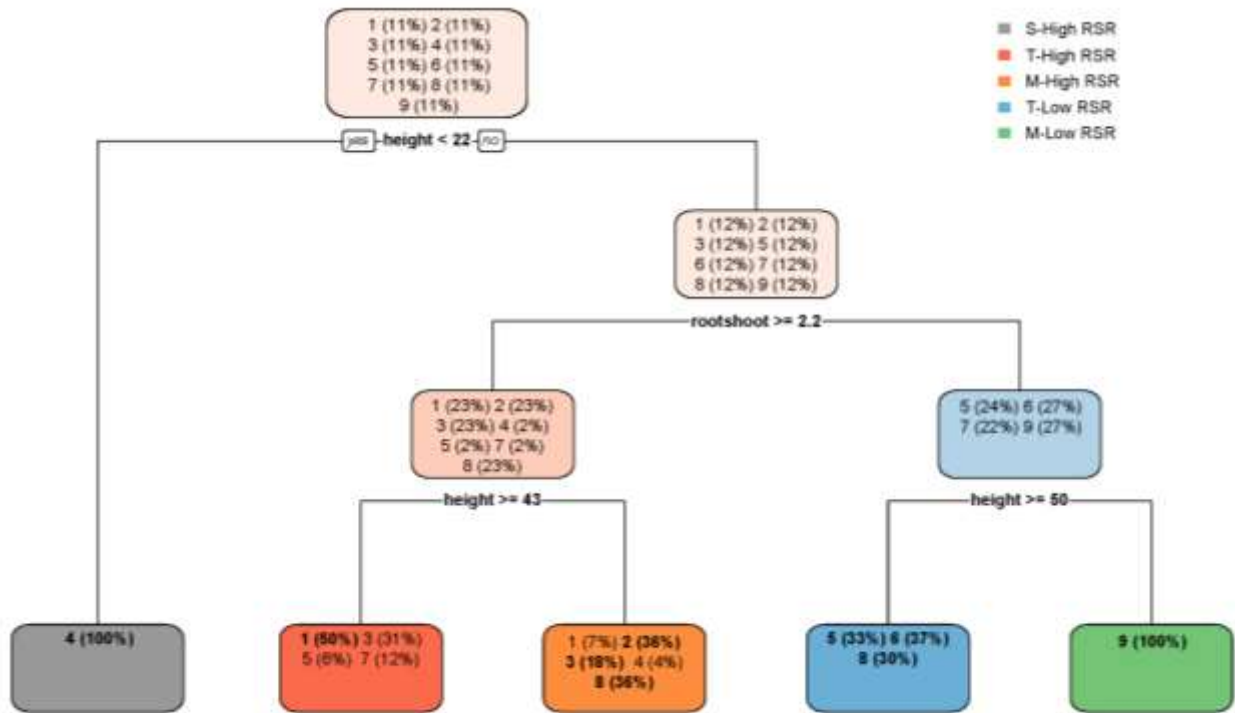 1 (11%) 2 (11%)
3 (11%) 4 (11%)
5 (11%) 6 (11%)
7 (11%) 8 (11%)
9 (11%)
S-High RSR
T-High RSR
M-High RSR
T-Low RSR
M-Low RSR
yes height < 22 no
1 (12%) 2 (12%)
3 (12%) 5 (12%)
6 (12%) 7 (12%)
8 (12%) 9 (12%)
rootshoot >= 2.2
1 (23%) 2 (23%)
3 (23%) 4 (2%)
5 (2%) 7 (2%)
8 (23%)
5 (24%) 6 (27%)
7 (22%) 9 (27%)
height >= 43
height >= 50
4 (100%)
1 (50%) 3 (31%)
5 (6%) 7 (12%)
1 (7%) 2 (36%)
3 (18%) 4 (4%)
8 (36%)
5 (33%) 6 (37%)
8 (30%)
9 (100%)